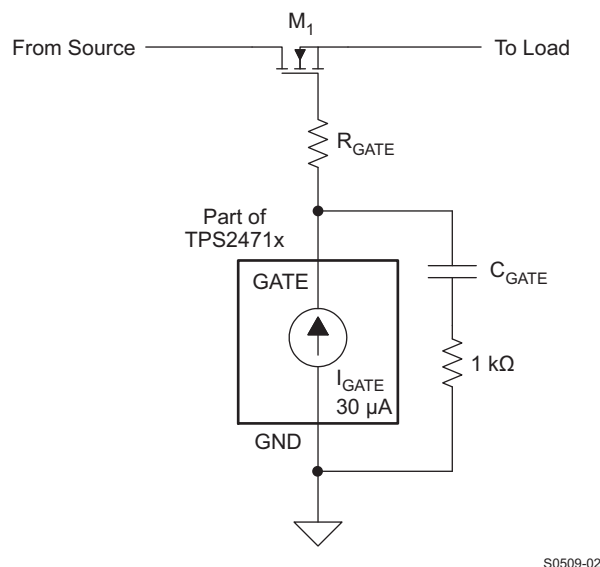 M1
From Source
To Load
RGATE
Part of
TPS2471x
GATE
CGATE
IGATE
30 µA
1 kΩ
GND
S0509-02